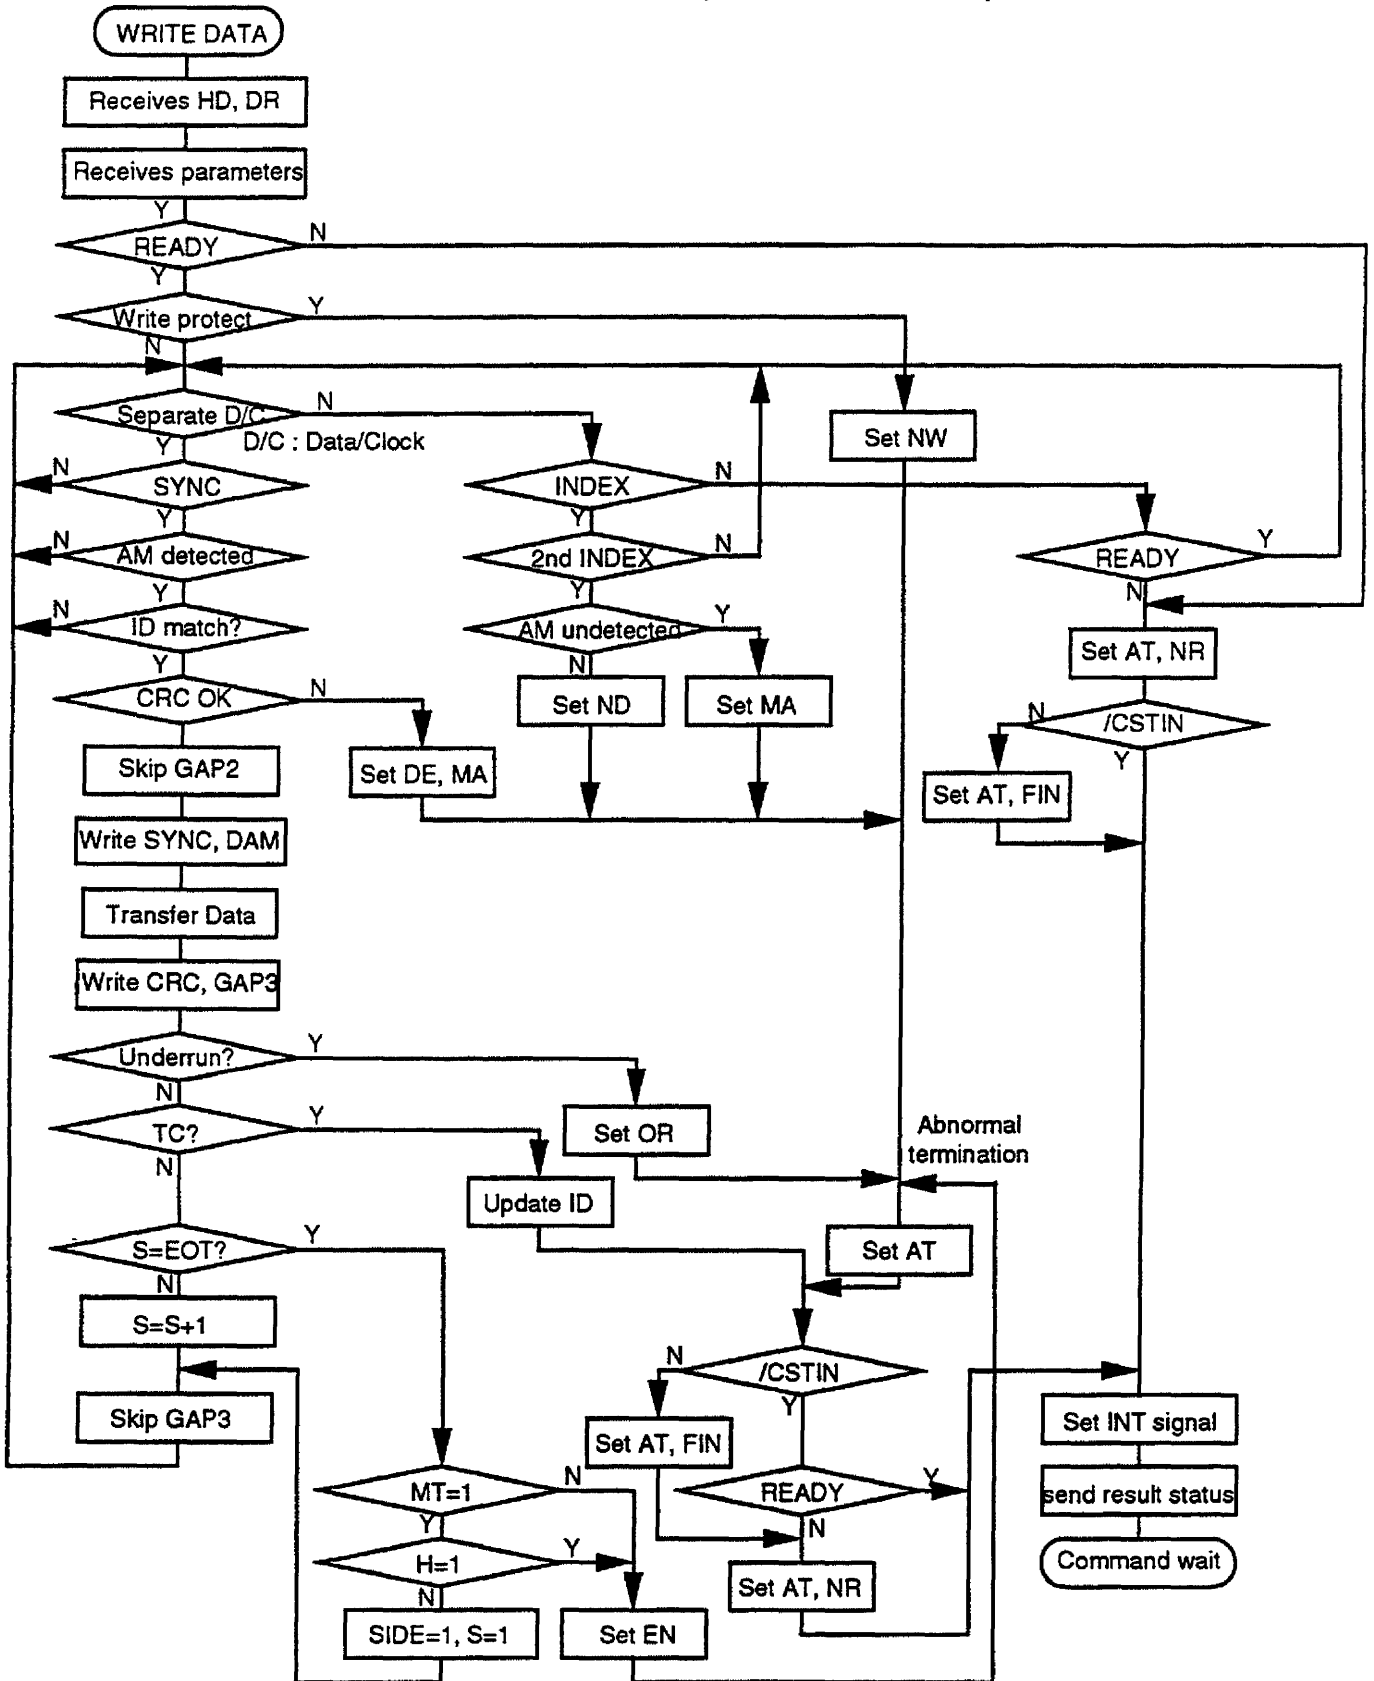 WRITE DATA
Receives HD, DR
Receives parameters
Y
READY
N
Y
Write protect
Y
N
Separate D/C
N
D/C : Data/Clock
Y
Set NW
N
SYNC
INDEX
N
Y
Y
N
AM detected
2nd INDEX
N
READY
Y
Y
Y
N
N
ID match?
AM undetected
Y
Set AT, NR
Y
N
CRC OK
N
Set ND
Set MA
N
/CSTIN
Y
Skip GAP2
Set DE, MA
Set AT, FIN
Write SYNC, DAM
Transfer Data
Write CRC, GAP3
Underrun?
Y
N
TC?
Y
Set OR
Abnormal
termination
N
Update ID
S=EOT?
Y
Set AT
N
S=S+1
N
/CSTIN
Y
Skip GAP3
Set AT, FIN
Set INT signal
MT=1
N
READY
Y
send result status
Y
N
H=1
Y
Command wait
N
Set AT, NR
SIDE=1, S=1
Set EN